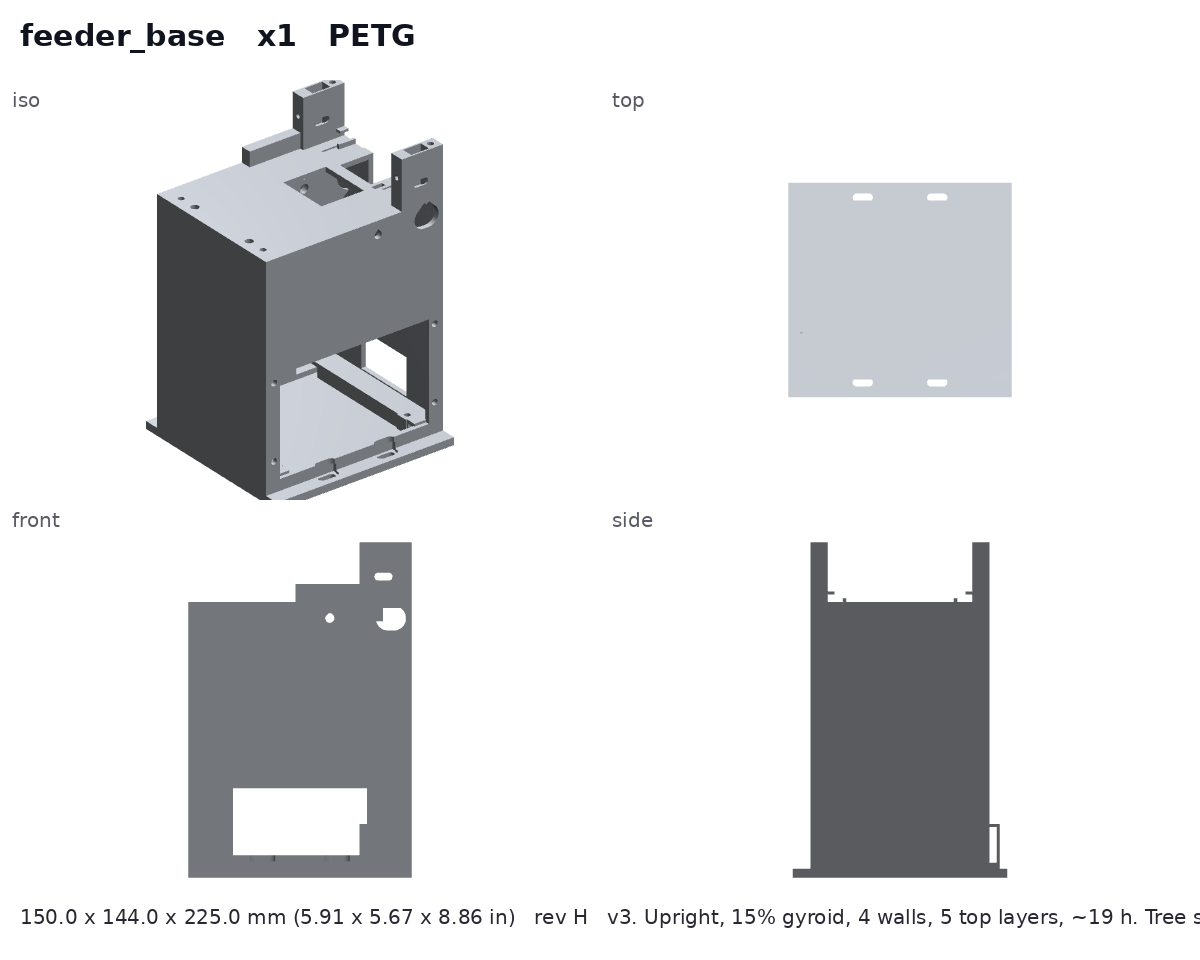 feeder_base   x1   PETG
iso
top
front
side
150.0 x 144.0 x 225.0 mm (5.91 x 5.67 x 8.86 in)   rev H   v3. Upright, 15% gyroid, 4 walls, 5 top layers, ~19 h. Tree